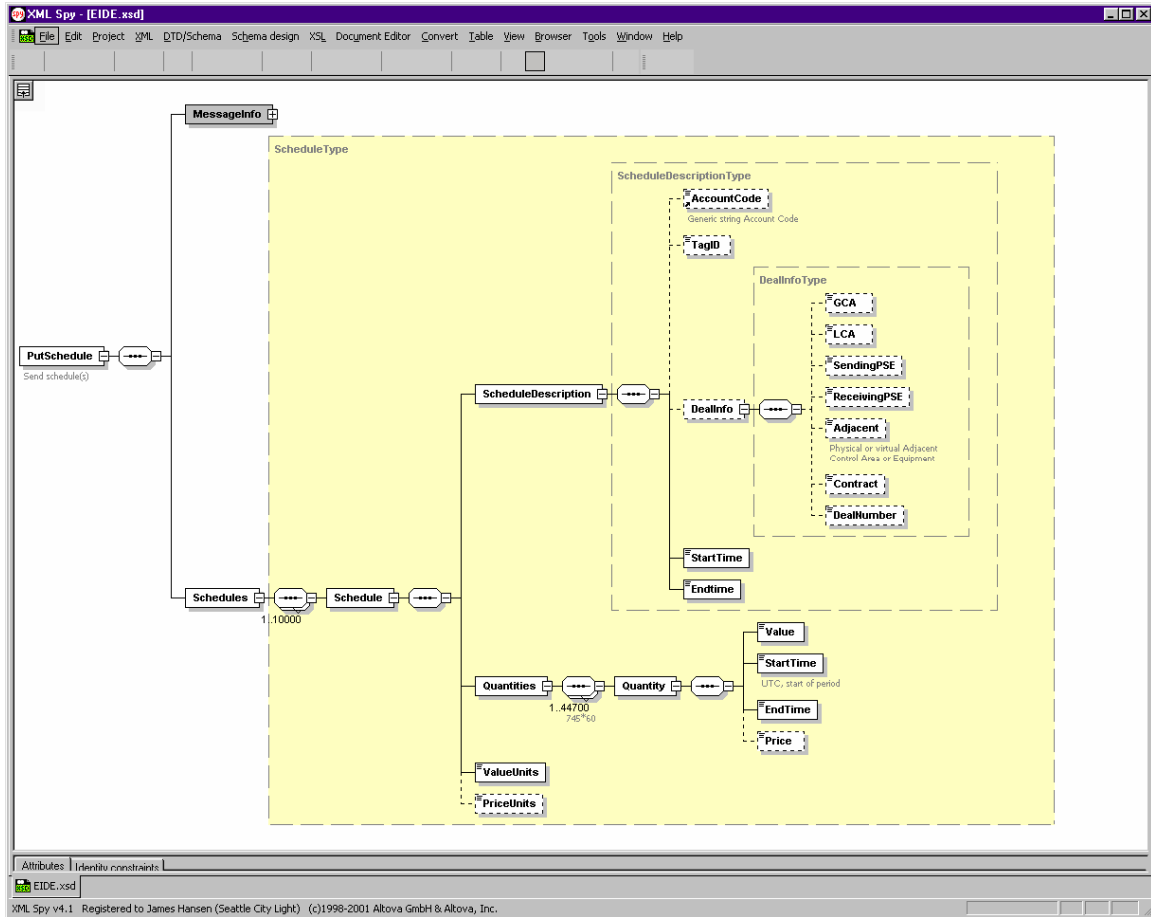 XML Spy - [EIDE.xsd]
File Edit Project XML DTD/Schema Schema design XSL Document Editor Convert Table View Browser Tools Window Help
MessageInfo
ScheduleType
ScheduleDescriptionType
AccountCode
Generic string Account Code
TagID
DealInfoType
GCA
LCA
SendingPSE
ReceivingPSE
Adjacent
Physical or virtual Adjacent
Control Area or Equipment
Contract
DealNumber
PutSchedule
Send schedule(s)
ScheduleDescription
DealInfo
StartTime
Endtime
Schedules
1..10000
Schedule
Quantities
1..44700
745*60
Quantity
Value
StartTime
UTC, start of period
EndTime
Price
ValueUnits
PriceUnits
Attributes Identity constraints
EIDE.xsd
XML Spy v4.1 Registered to James Hansen (Seattle City Light) (c)1998-2001 Altova GmbH & Altova, Inc.